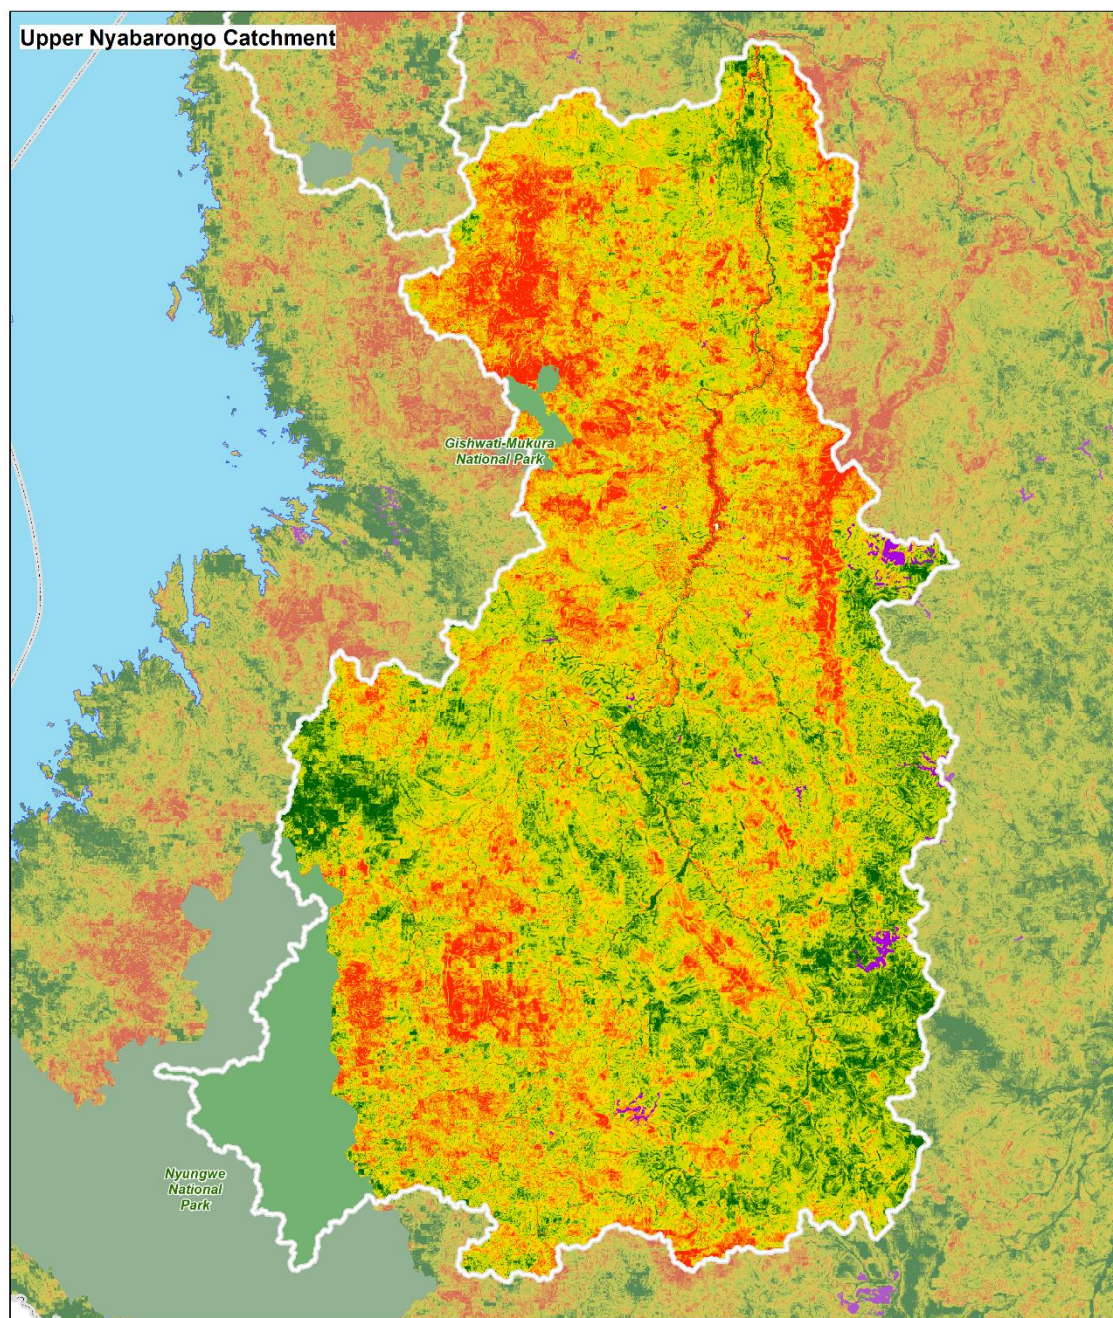 Upper Nyabarongo Catchment
Gishwati-Mukura
National Park
Nyungwe
National
Park